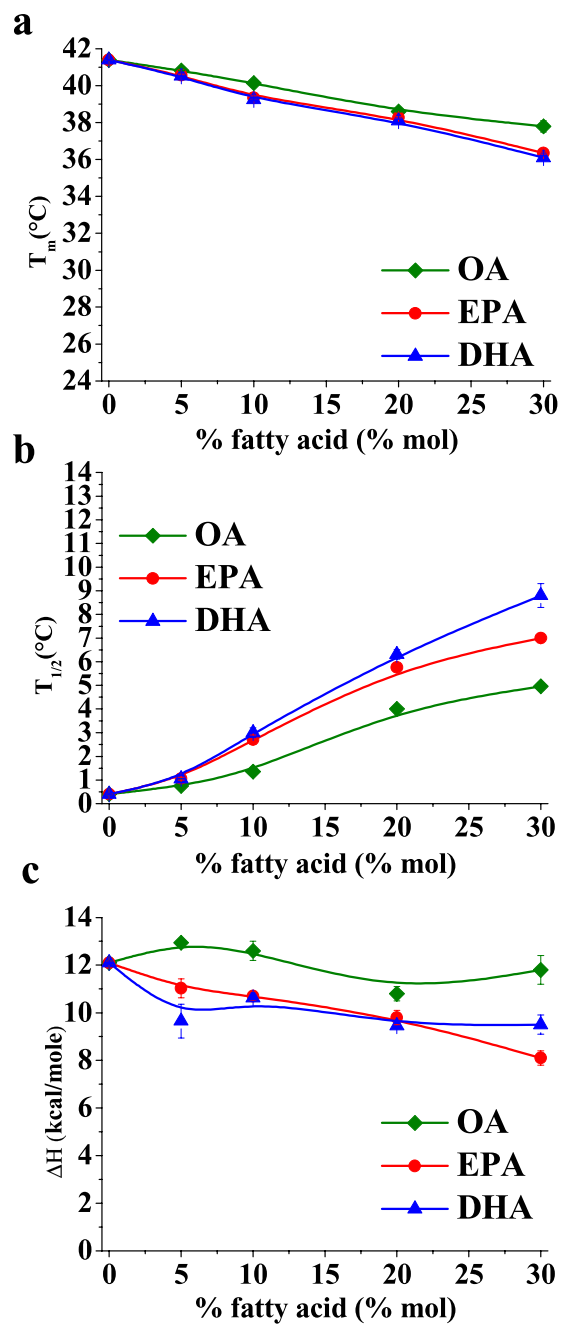 a
42
40
38
36
34
32
30
28
26
24
Tm(°C)
OA
EPA
DHA
0 5 10 15 20 25 30
% fatty acid (% mol)
b
14
13
12
11
10
9
8
7
6
5
4
3
2
1
0
T1/2(°C)
OA
EPA
DHA
0 5 10 15 20 25 30
% fatty acid (% mol)
c
14
12
10
8
6
4
2
0
ΔH (kcal/mole)
OA
EPA
DHA
0 5 10 15 20 25 30
% fatty acid (% mol)